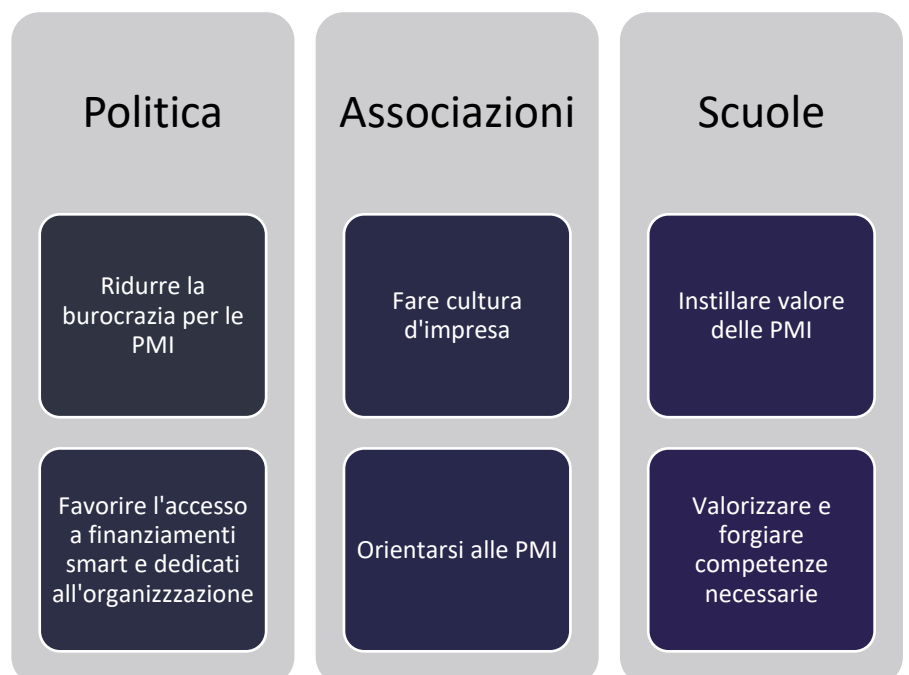 Politica
Ridurre la
burocrazia per le
PMI
Favorire l'accesso
a finanziamenti
smart e dedicati
all'organizzzazione
Associazioni
Fare cultura
d'impresa
Orientarsi alle PMI
Scuole
Instillare valore
delle PMI
Valorizzare e
forgiare
competenze
necessarie